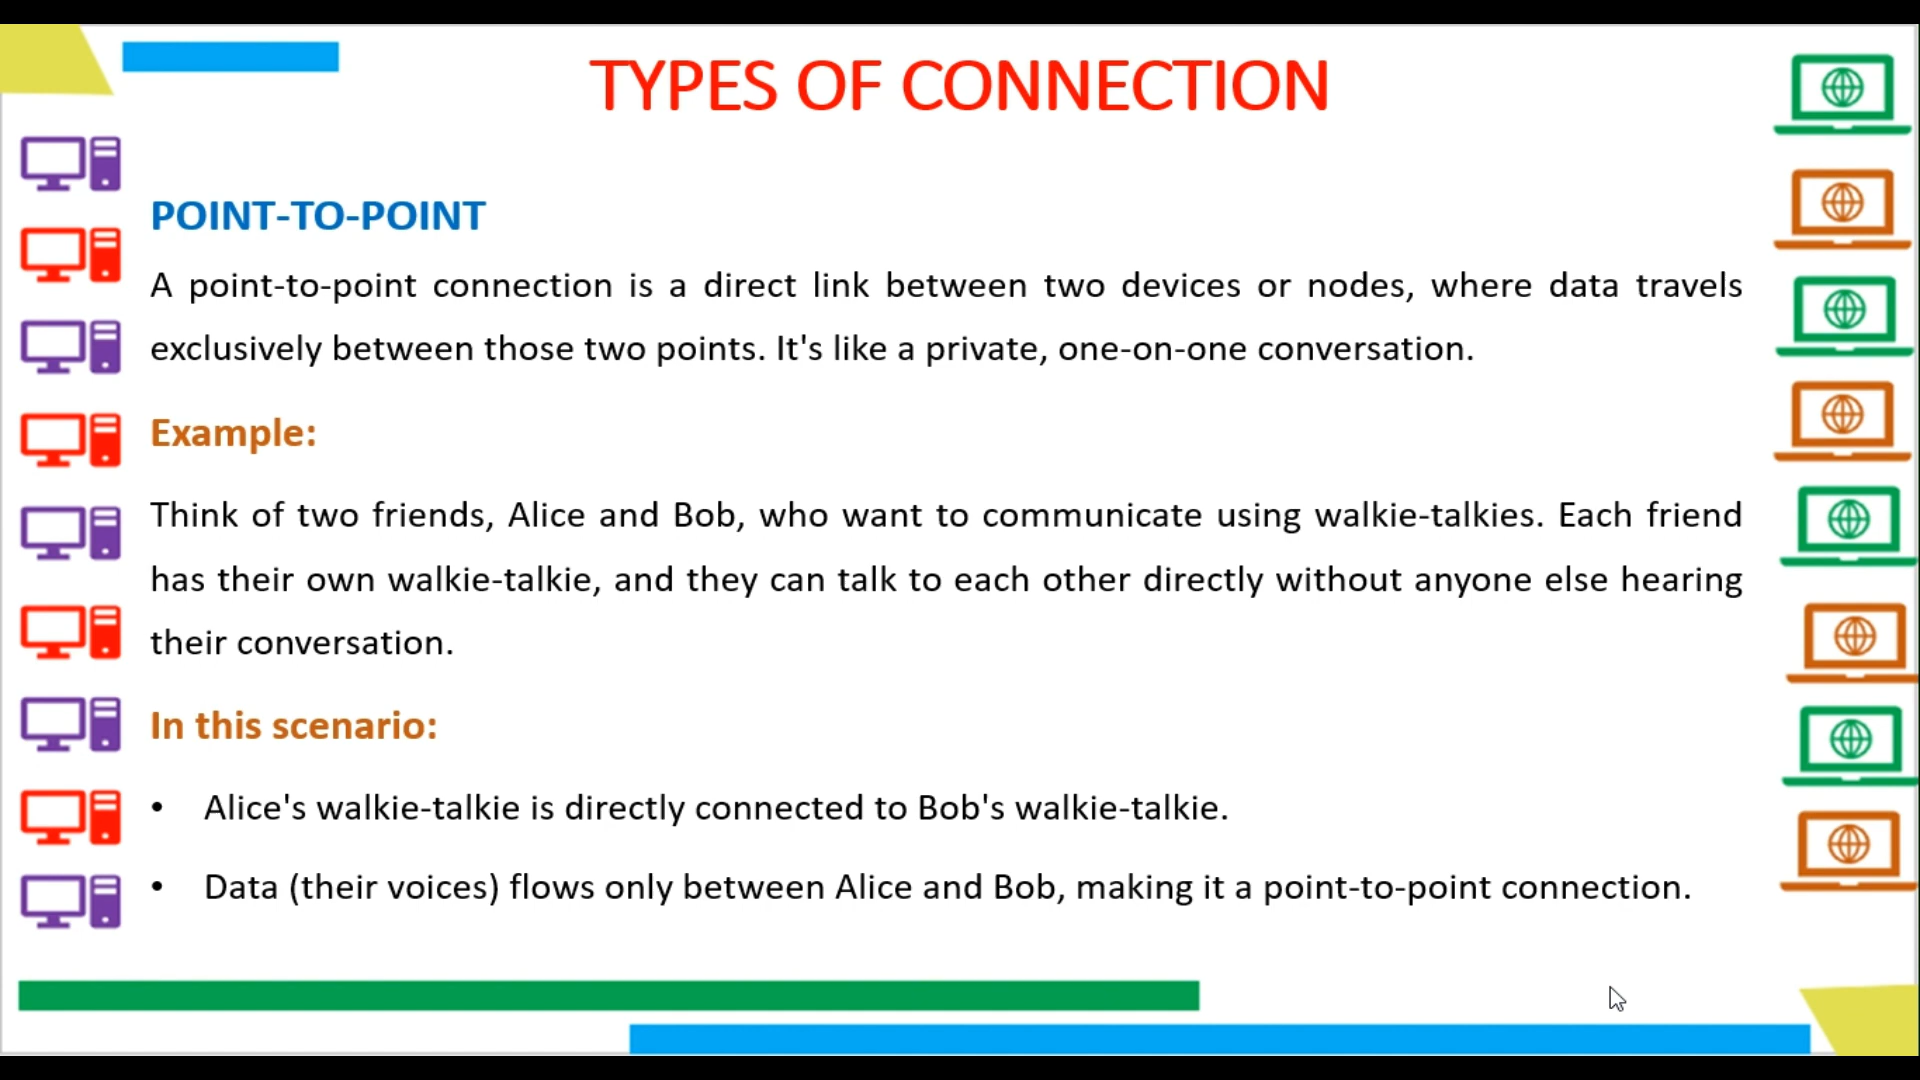 TYPES OF CONNECTION
POINT-TO-POINT
A point-to-point connection is a direct link between two devices or nodes, where data travels
exclusively between those two points. It's like a private, one-on-one conversation.
Example:
Think of two friends, Alice and Bob, who want to communicate using walkie-talkies. Each friend
has their own walkie-talkie, and they can talk to each other directly without anyone else hearing
their conversation.
In this scenario:
• Alice's walkie-talkie is directly connected to Bob's walkie-talkie.
• Data (their voices) flows only between Alice and Bob, making it a point-to-point connection.